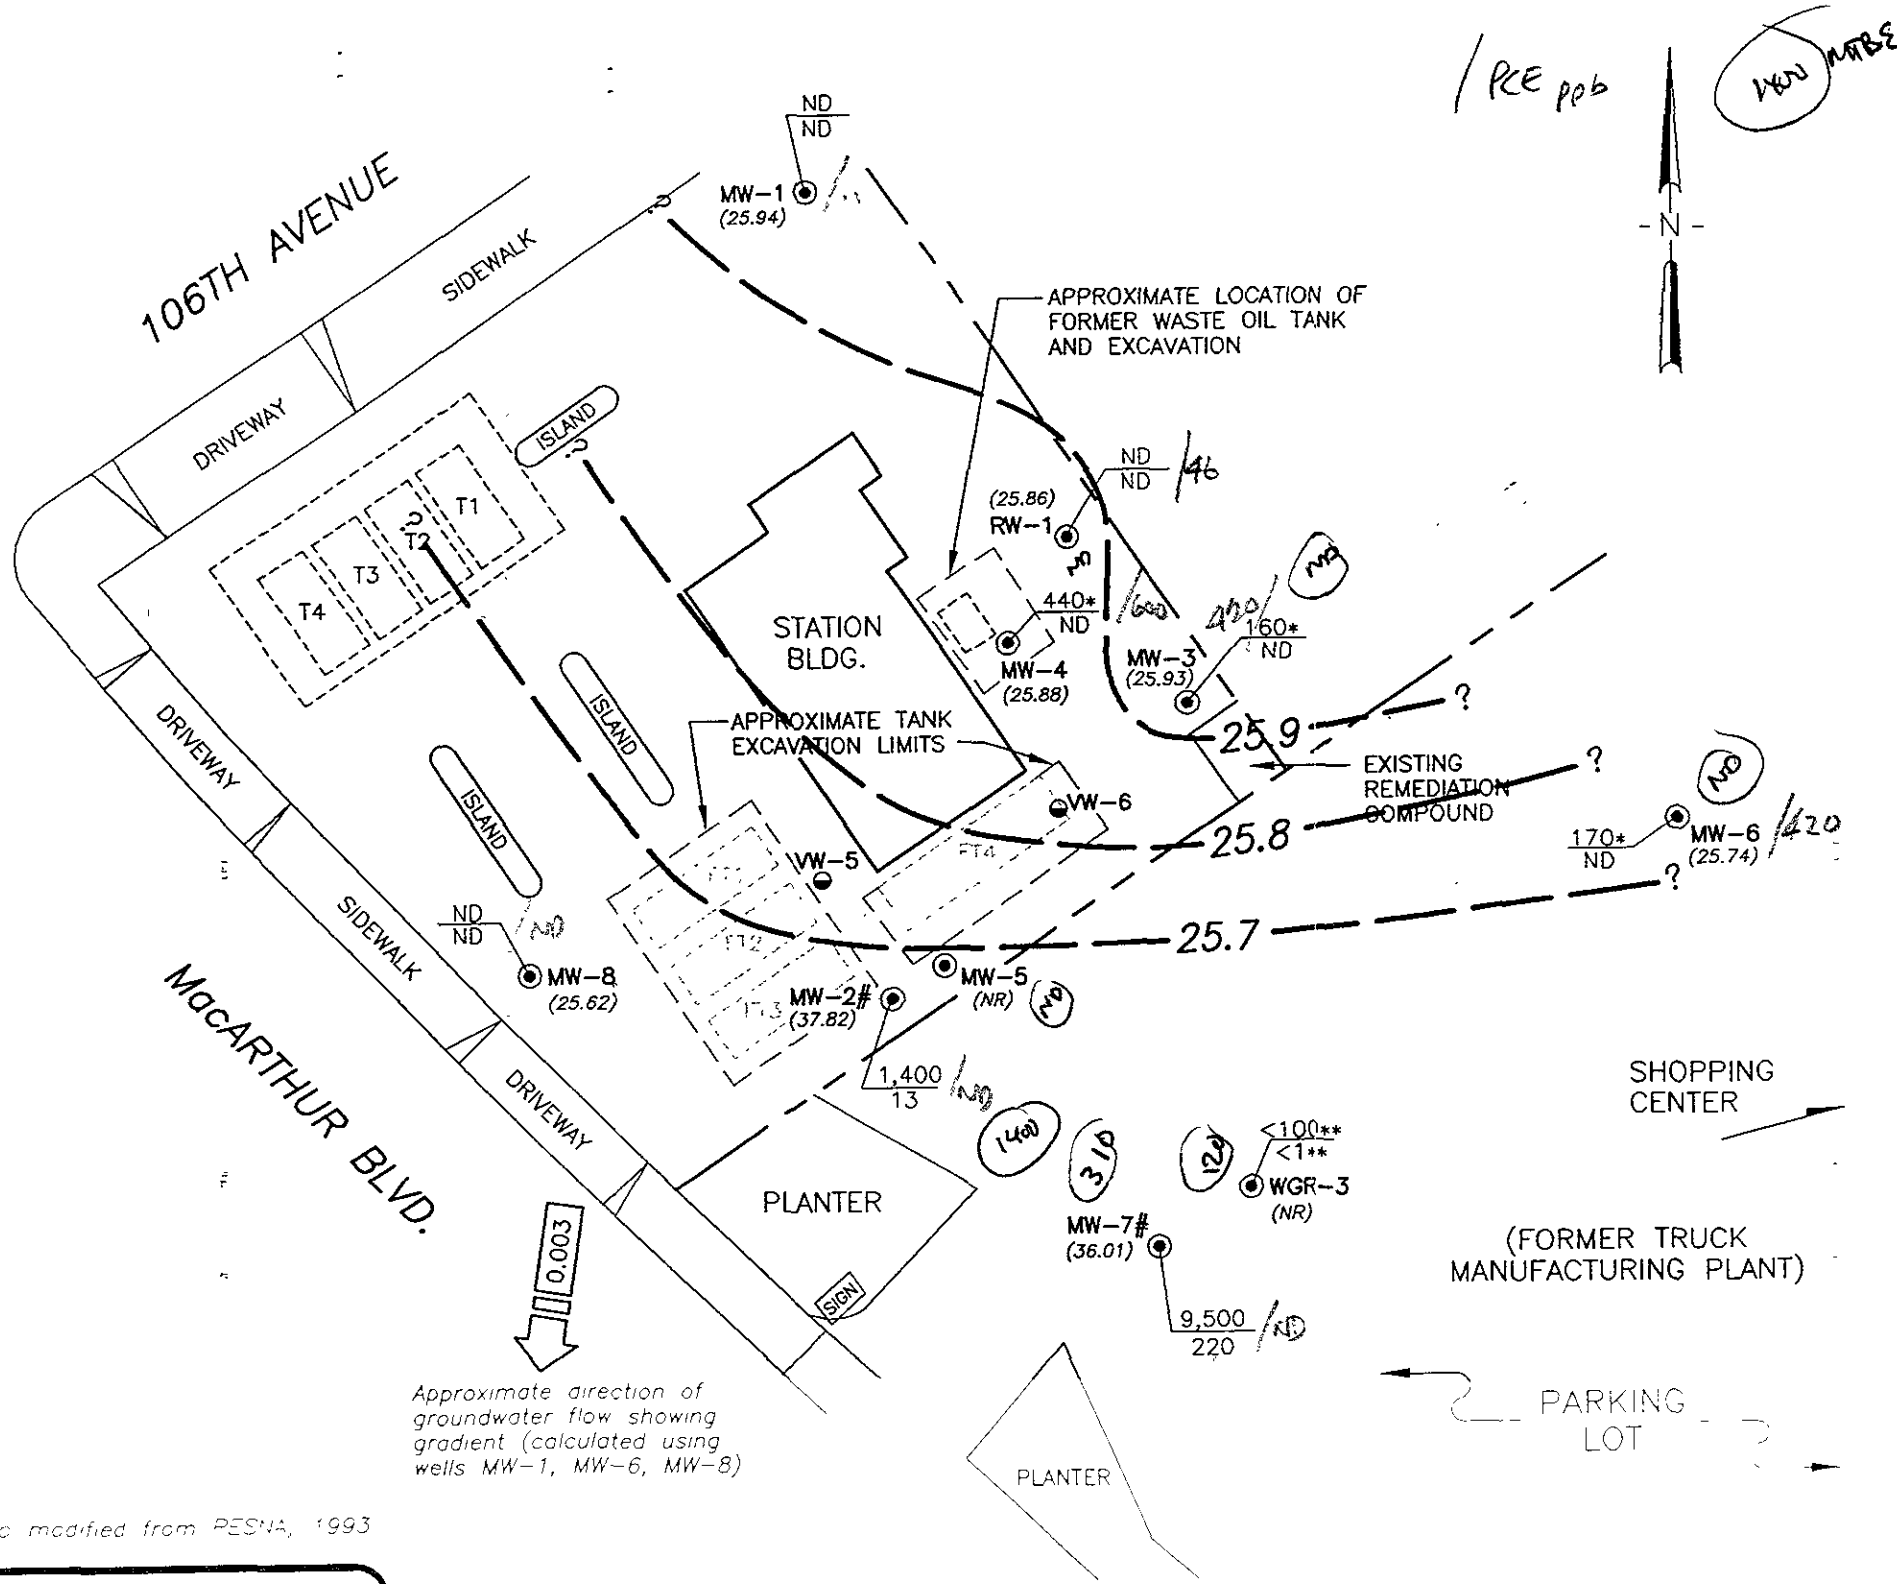 / PCE ppb
MTBE
ND
ND
MW-1
(25.94)
106TH AVENUE
SIDEWALK
-N-
APPROXIMATE LOCATION OF
FORMER WASTE OIL TANK
AND EXCAVATION
DRIVEWAY
ISLAND
?
?
?
T1
T2
T3
T4
ND
ND
/46
(25.86)
RW-1
STATION
BLDG.
440*
ND
/600
MW-4
(25.88)
420/
ND
160*
ND
MW-3
(25.93)
DRIVEWAY
ISLAND
ISLAND
APPROXIMATE TANK
EXCAVATION LIMITS
25.9
?
EXISTING
REMEDIATION
COMPOUND
25.8
?
ND
170*
ND
MW-6
(25.74)
/420
VW-6
VW-5
FT4
FT2
FT3
25.7
?
SIDEWALK
ND
ND
/ND
MW-8
(25.62)
MW-5
(NR)
ND
MW-2#
(37.82)
1,400
13
/ND
MacARTHUR BLVD.
DRIVEWAY
1400
310
120
<100**
<1**
WGR-3
(NR)
MW-7#
(36.01)
9,500
220
/ND
SHOPPING
CENTER
(FORMER TRUCK
MANUFACTURING PLANT)
PLANTER
SIGN
0.003
Approximate direction of
groundwater flow showing
gradient (calculated using
wells MW-1, MW-6, MW-8)
PARKING
LOT
PLANTER
modified from PESNA, 1993